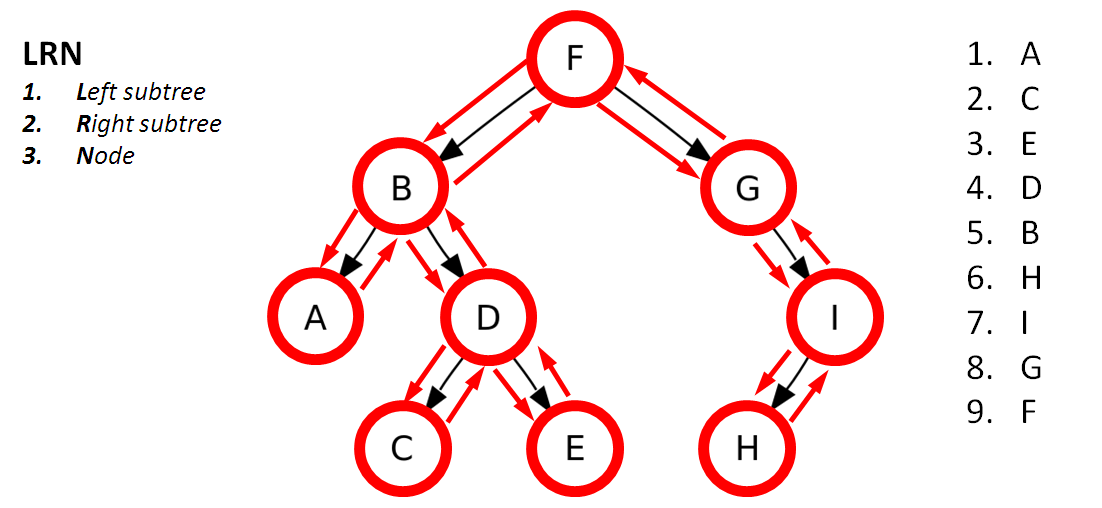 LRN
1. Left subtree
2. Right subtree
3. Node
F
B
G
A
D
I
C
E
H
1. A
2. C
3. E
4. D
5. B
6. H
7. I
8. G
9. F